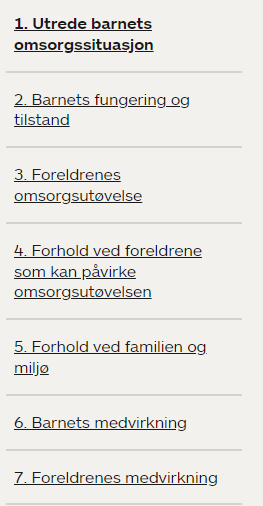 1. Utrede barnets
omsorgssituasjon
2. Barnets fungering og
tilstand
3. Foreldrenes
omsorgsutøvelse
4. Forhold ved foreldrene
som kan påvirke
omsorgsutøvelsen
5. Forhold ved familien og
miljø
6. Barnets medvirkning
7. Foreldrenes medvirkning